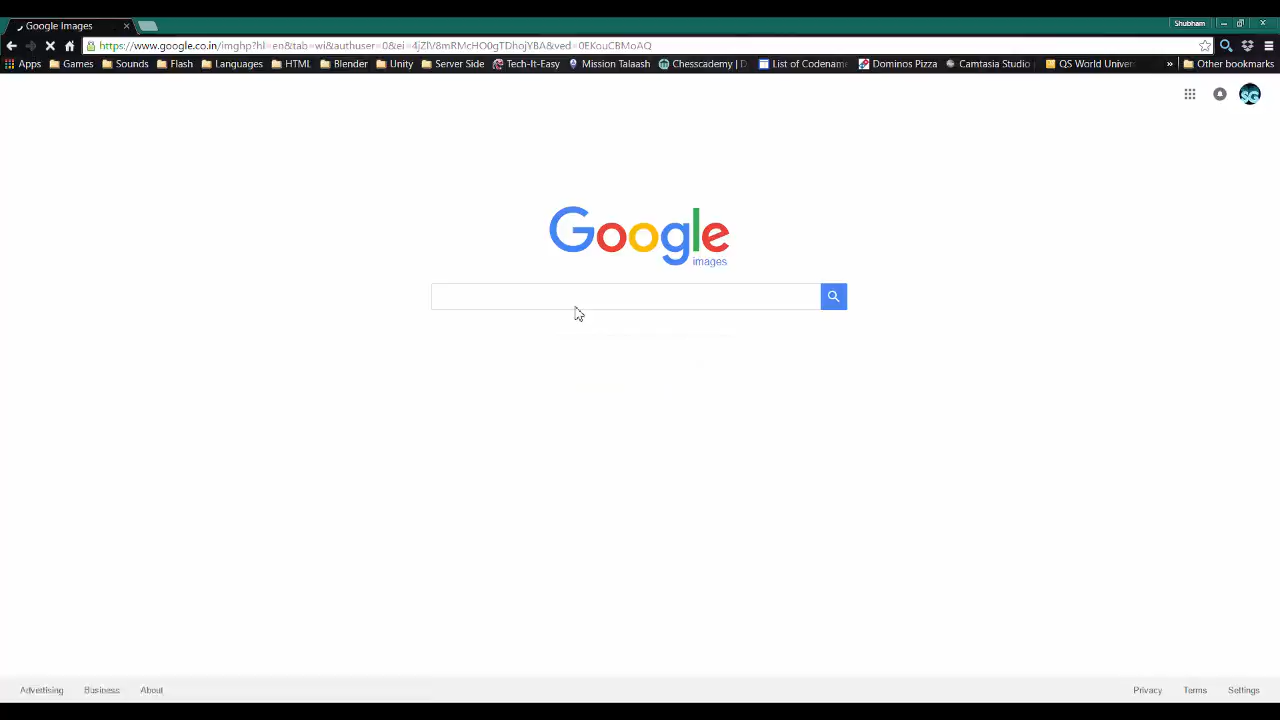 Google Images
Shubham
https://www.google.co.in/imghp?hl=en&tab=wi&authuser=0&ei=4jZlV8mRMcHO0gTDhojYBA&ved=0EKouCBMoAQ
Apps Games Sounds Flash Languages HTML Blender Unity Server Side Tech-It-Easy Mission Talaash Chesscademy | D List of Codename Dominos Pizza Camtasia Studio QS World Univer » Other bookmarks
SG
Google
images
Advertising Business About Privacy Terms Settings